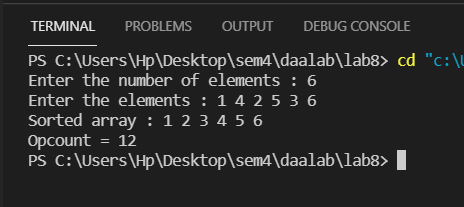 TERMINAL PROBLEMS OUTPUT DEBUG CONSOLE
PS C:\Users\Hp\Desktop\sem4\daalab\lab8> cd "c:\
Enter the number of elements : 6
Enter the elements : 1 4 2 5 3 6
Sorted array : 1 2 3 4 5 6
Opcount = 12
PS C:\Users\Hp\Desktop\sem4\daalab\lab8>